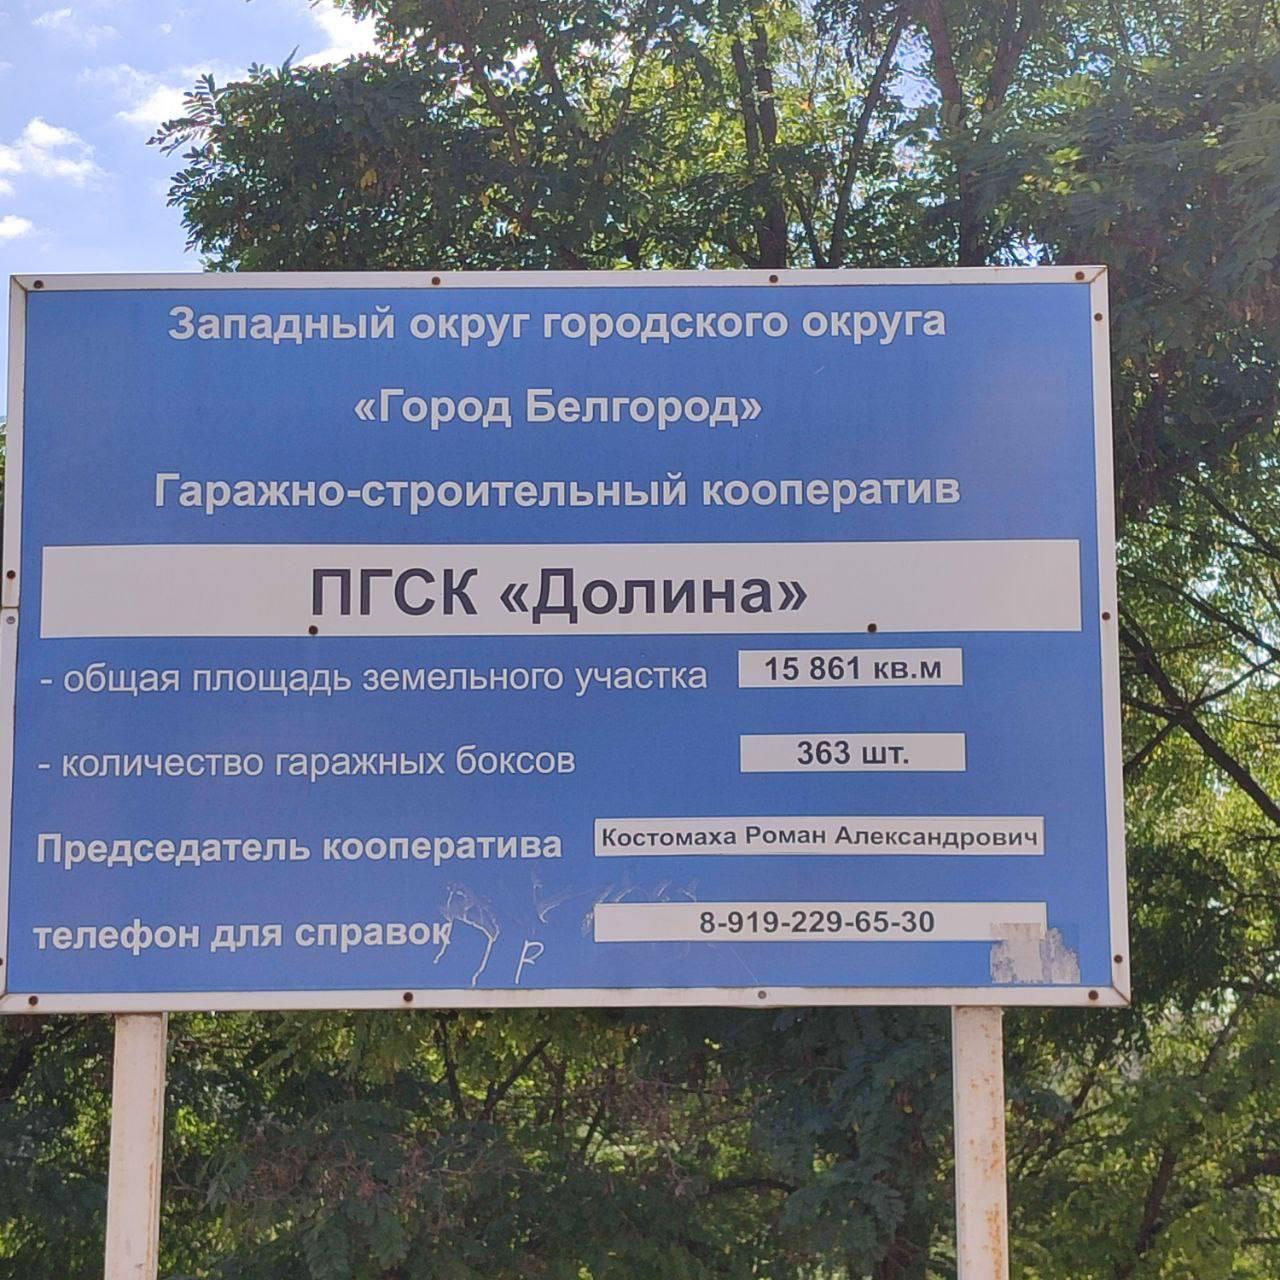 Западный округ городского округа
«Город Белгород»
Гаражно-строительный кооператив
ПГСК «Долина»
- общая площадь земельного участка 15 861 кв.м
- количество гаражных боксов 363 шт.
Председатель кооператива Костомаха Роман Александрович
телефон для справок 8-919-229-65-30